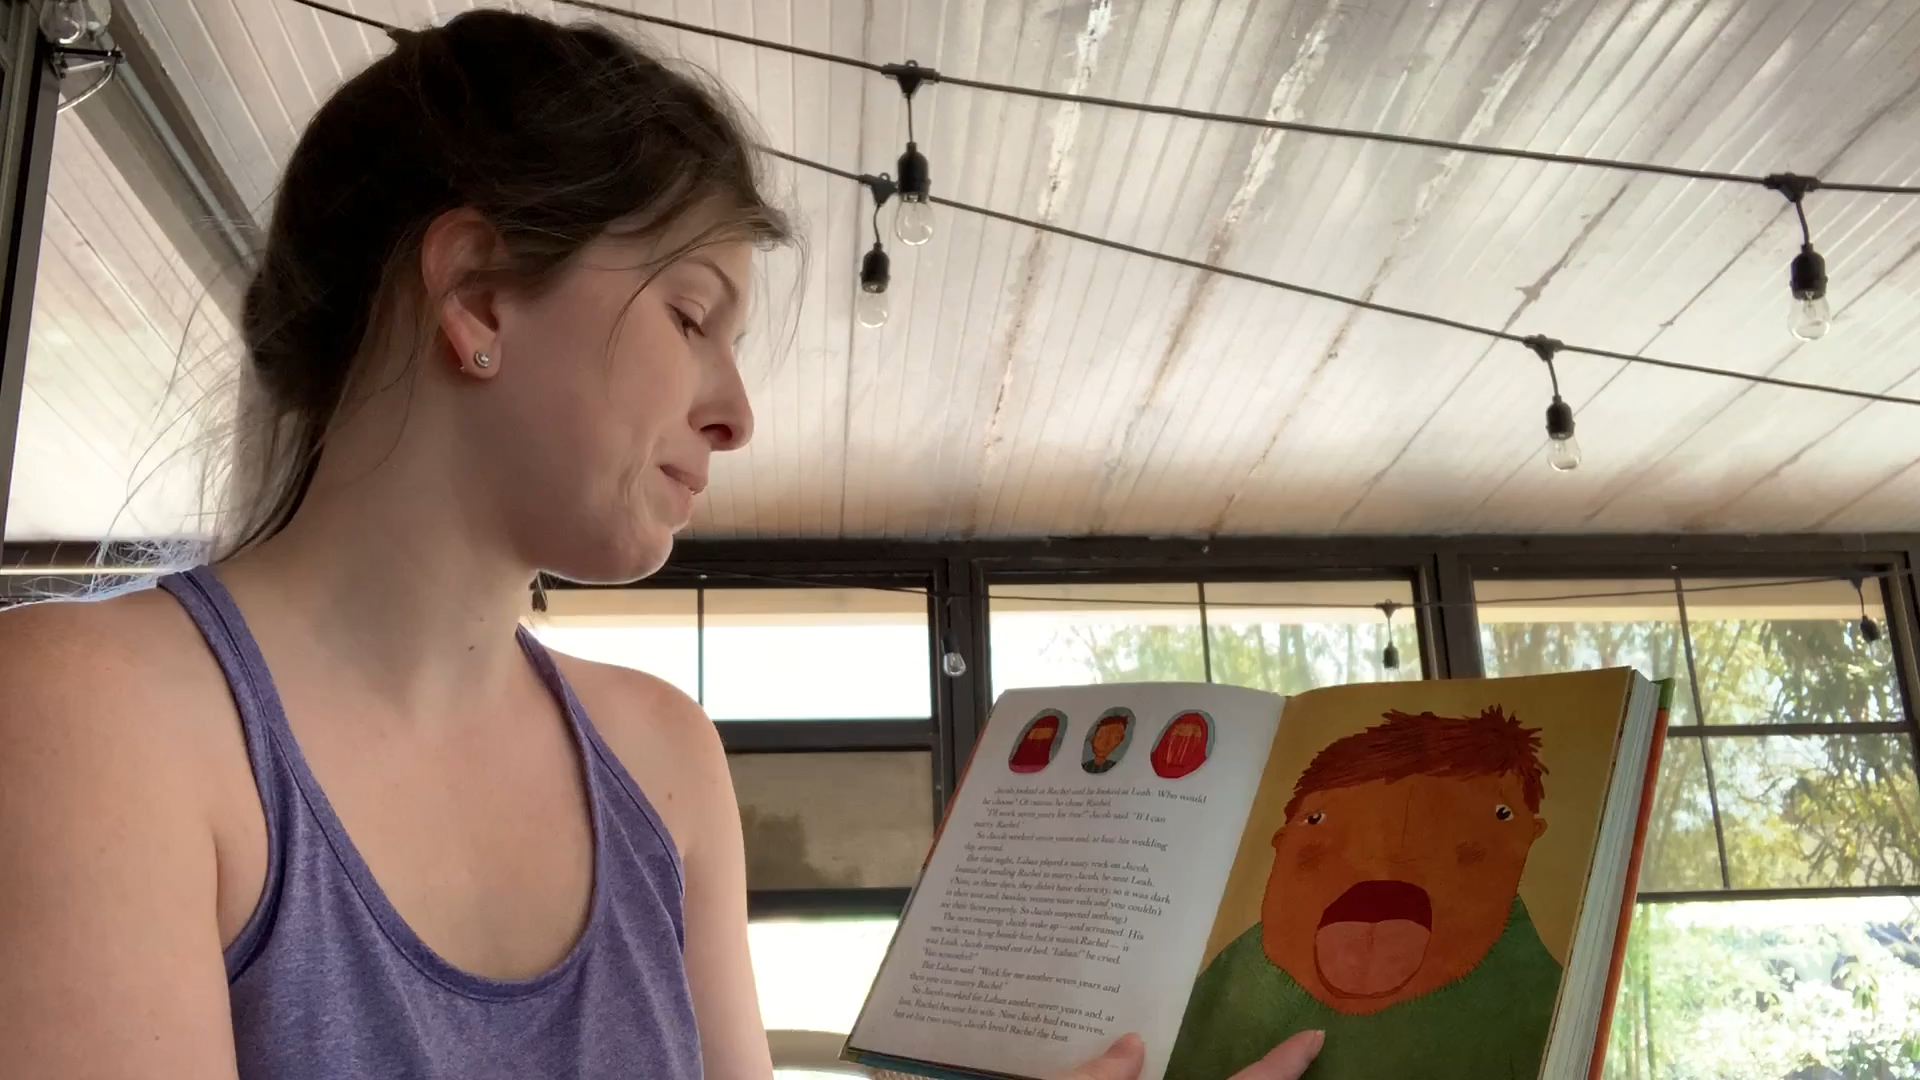 Jacob looked at Rachel and he looked at Leah. Who would
he choose? Of course, he chose Rachel.
"I'll work seven years for free!" Jacob said. "If I can
marry Rachel."
So Jacob worked seven years and, at last, his wedding
day arrived.
But that night, Laban played a nasty trick on Jacob.
Instead of sending Rachel to marry Jacob, he sent Leah.
(Now, in those days, they didn't have electricity, so it was dark
in their tent and, besides, women wore veils and you couldn't
see their faces properly. So Jacob suspected nothing.)
The next morning, Jacob woke up — and screamed. His
new wife was lying beside him but it wasn't Rachel — it
was Leah. Jacob jumped out of bed. "Laban!" he cried.
"You scoundrel!"
But Laban said, "Work for me another seven years and
then you can marry Rachel."
So Jacob worked for Laban another seven years and, at
last, Rachel became his wife. Now Jacob had two wives,
but of his two wives, Jacob loved Rachel the best.